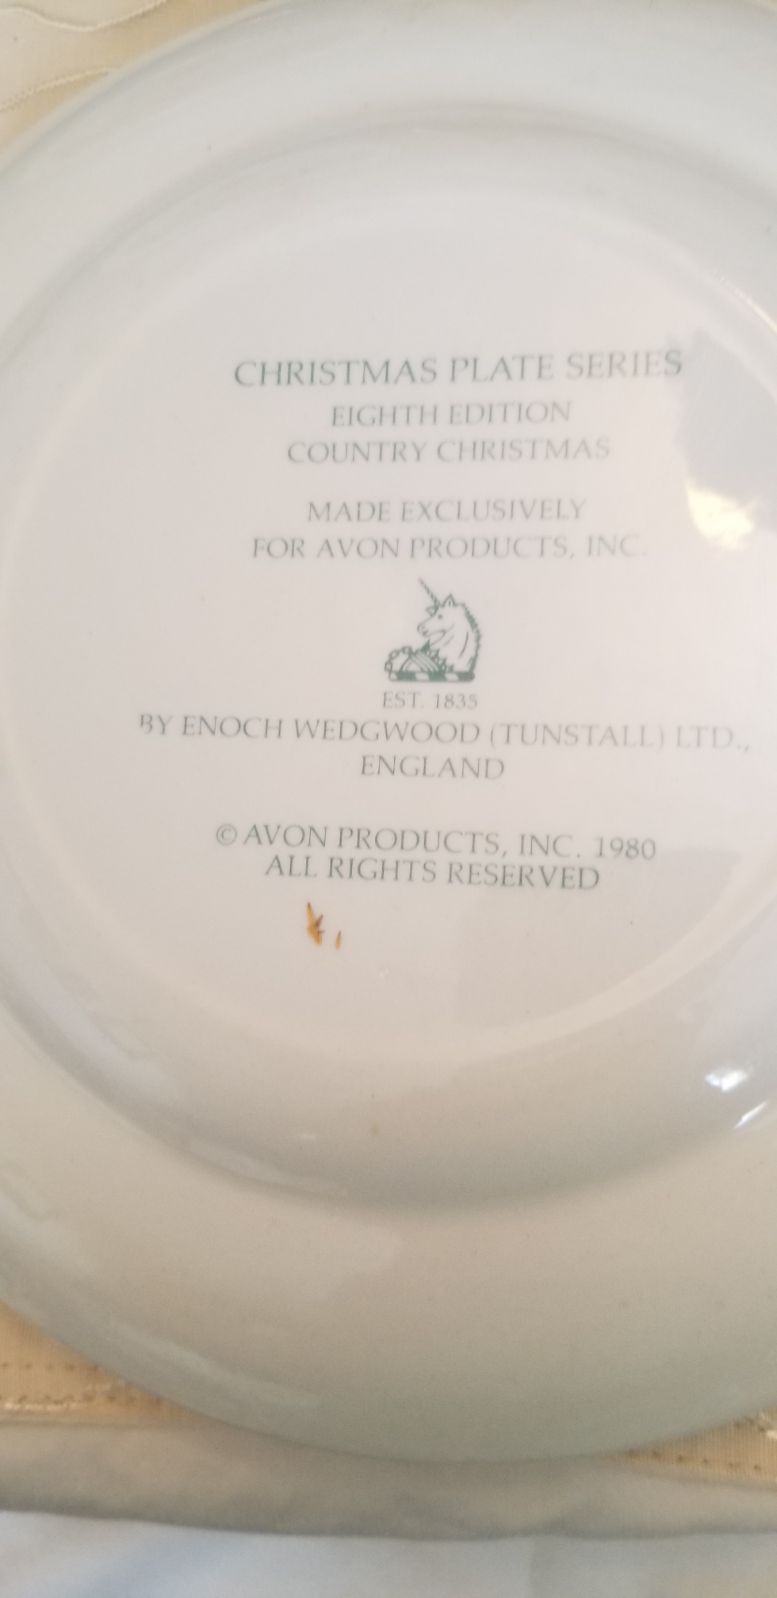 CHRISTMAS PLATE SERIES
EIGHTH EDITION
COUNTRY CHRISTMAS
MADE EXCLUSIVELY
FOR AVON PRODUCTS, INC.
EST. 1835
BY ENOCH WEDGWOOD (TUNSTALL) LTD.,
ENGLAND
© AVON PRODUCTS, INC. 1980
ALL RIGHTS RESERVED